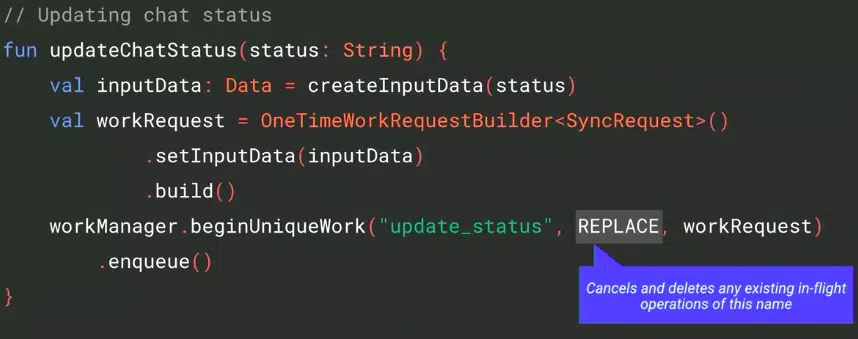 // Updating chat status
fun updateChatStatus(status: String) {
    val inputData: Data = createInputData(status)
    val workRequest = OneTimeWorkRequestBuilder<SyncRequest>()
            .setInputData(inputData)
            .build()
    workManager.beginUniqueWork("update_status", REPLACE, workRequest)
        .enqueue()
Cancels and deletes any existing in-flight
operations of this name
}